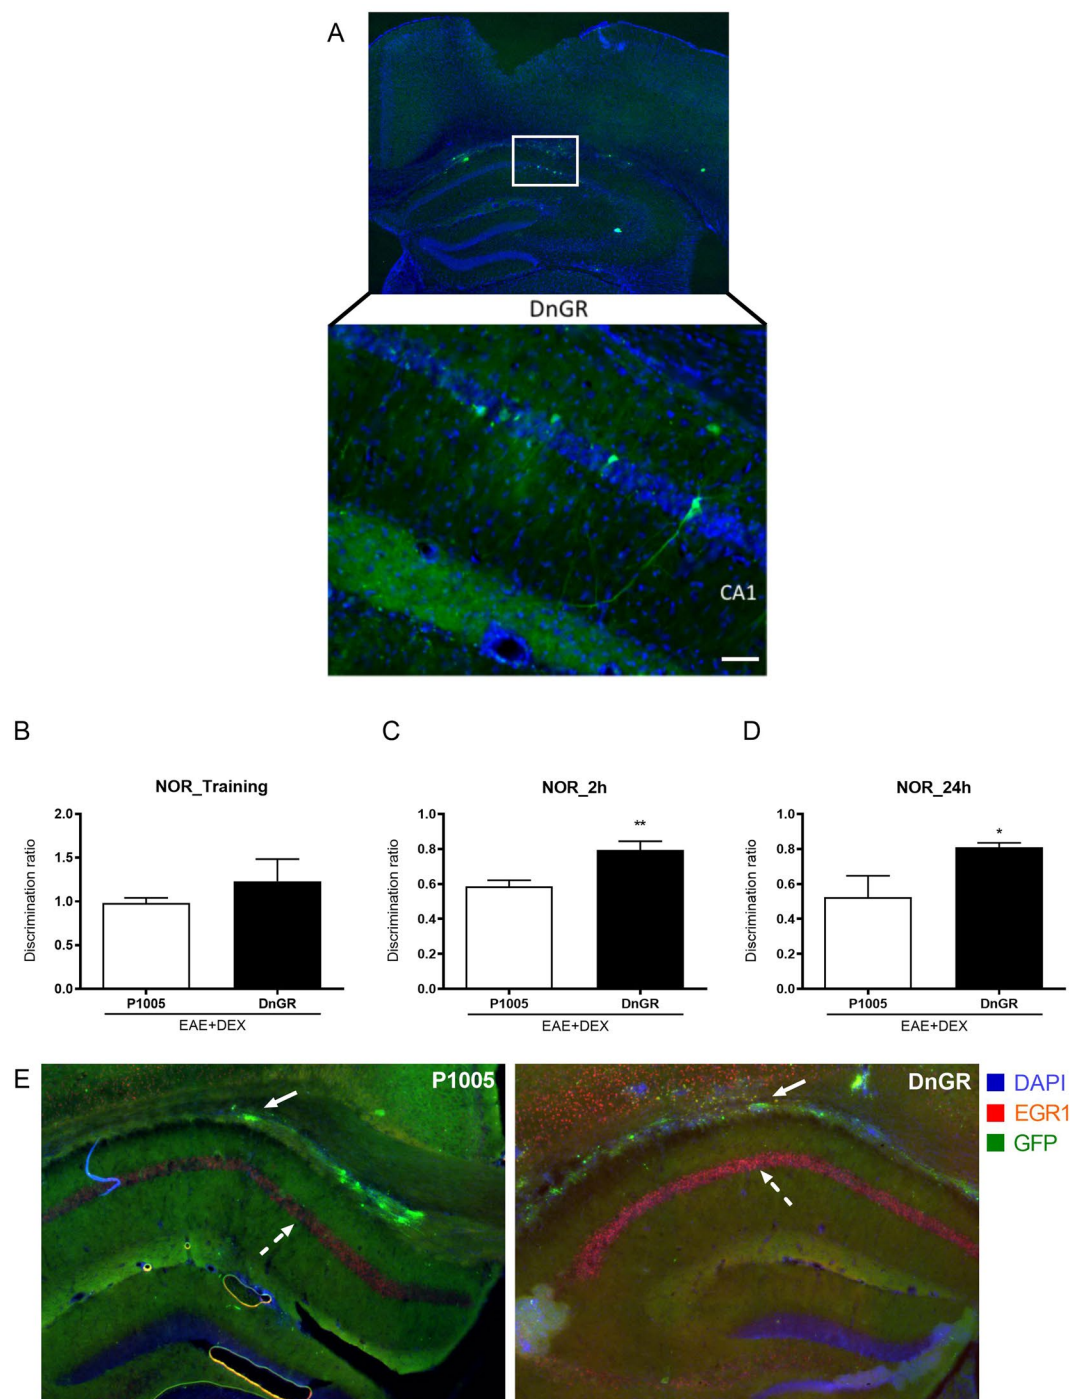 A
DnGR
CA1
B
C
D
NOR_Training
NOR_2h
NOR_24h
Discrimination ratio
2.0
1.5
1.0
0.5
0.0
P1005
DnGR
EAE+DEX
Discrimination ratio
1.0
0.8
0.6
0.4
0.2
0.0
**
P1005
DnGR
EAE+DEX
Discrimination ratio
1.0
0.8
0.6
0.4
0.2
0.0
*
P1005
DnGR
EAE+DEX
E
P1005
DnGR
DAPI
EGR1
GFP